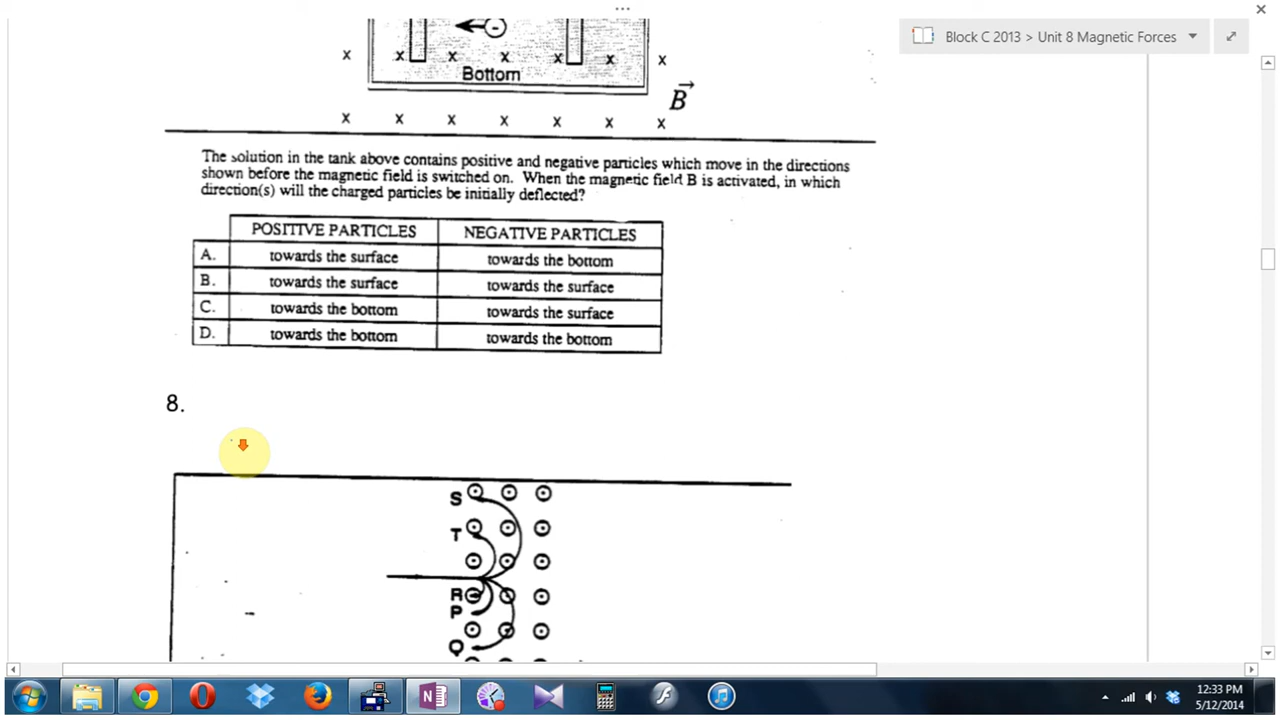 ...
Block C 2013 > Unit 8 Magnetic Forces
-
x x x x x x x
Bottom
B
x x x x x x x
The solution in the tank above contains positive and negative particles which move in the directions
shown before the magnetic field is switched on. When the magnetic field B is activated, in which
direction(s) will the charged particles be initially deflected?
POSITIVE PARTICLES NEGATIVE PARTICLES
A. towards the surface towards the bottom
B. towards the surface towards the surface
C. towards the bottom towards the surface
D. towards the bottom towards the bottom
8.
S
T
R
P
Q
12:33 PM
5/12/2014